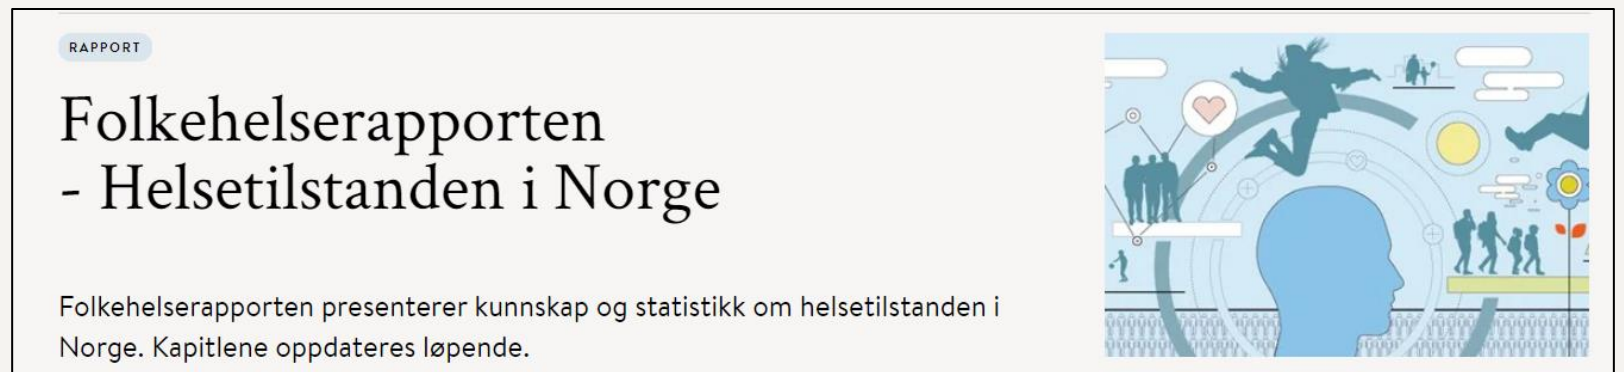 RAPPORT
Folkehelserapporten
- Helsetilstanden i Norge
Folkehelserapporten presenterer kunnskap og statistikk om helsetilstanden i
Norge. Kapitlene oppdateres løpende.